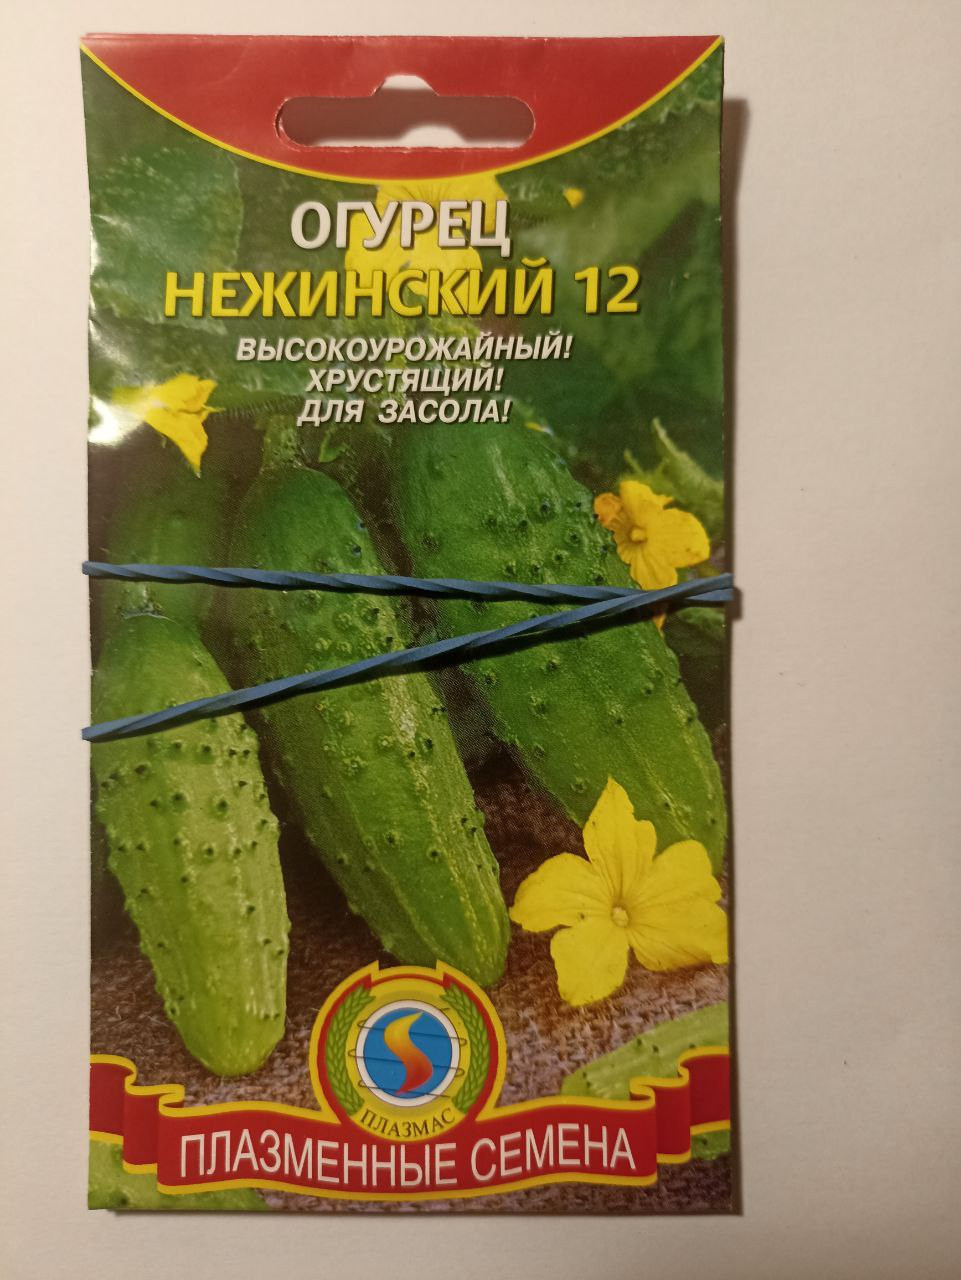 ОГУРЕЦ
НЕЖИНСКИЙ 12
ВЫСОКОУРОЖАЙНЫЙ!
ХРУСТЯЩИЙ!
ДЛЯ ЗАСОЛА!
ПЛАЗМАС
ПЛАЗМЕННЫЕ СЕМЕНА